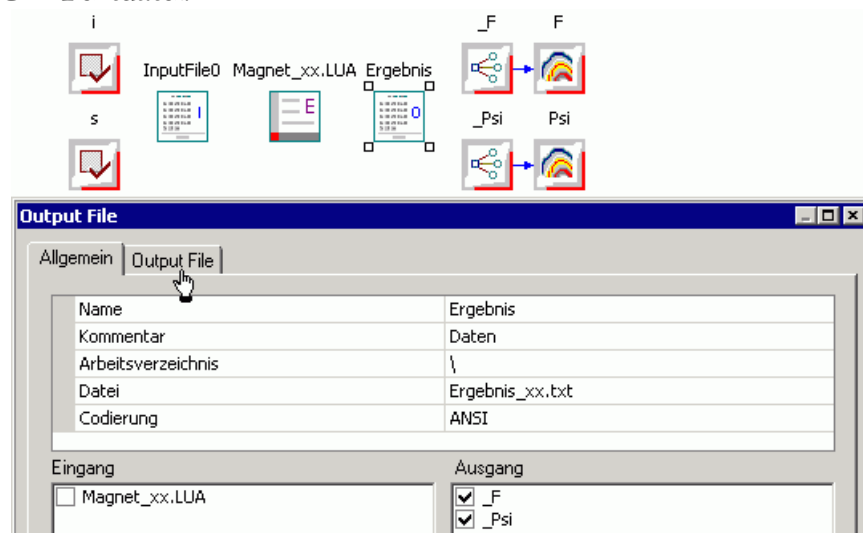 i _F F
InputFile0 Magnet_xx.LUA Ergebnis
I E O
s _Psi Psi
Output File
Allgemein Output File
Name Ergebnis
Kommentar Daten
Arbeitsverzeichnis \
Datei Ergebnis_xx.txt
Codierung ANSI
Eingang Ausgang
Magnet_xx.LUA _F
_Psi